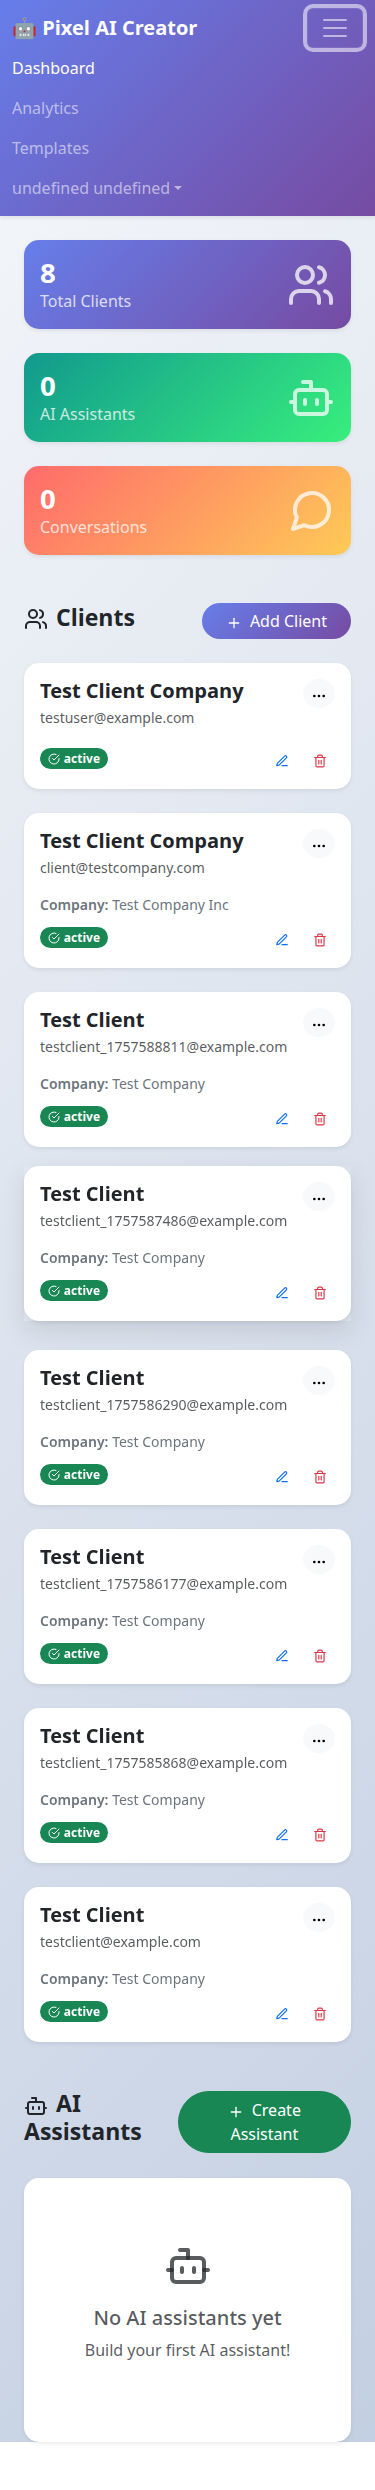 🤖 Pixel AI Creator
Dashboard
Analytics
Templates
undefined undefined
8
Total Clients
0
AI Assistants
0
Conversations
Clients
+ Add Client
Test Client Company
testuser@example.com
active
Test Client Company
client@testcompany.com
Company: Test Company Inc
active
Test Client
testclient_1757588811@example.com
Company: Test Company
active
Test Client
testclient_1757587486@example.com
Company: Test Company
active
Test Client
testclient_1757586290@example.com
Company: Test Company
active
Test Client
testclient_1757586177@example.com
Company: Test Company
active
Test Client
testclient_1757585868@example.com
Company: Test Company
active
Test Client
testclient@example.com
Company: Test Company
active
AI
Assistants
+ Create
Assistant
No AI assistants yet
Build your first AI assistant!